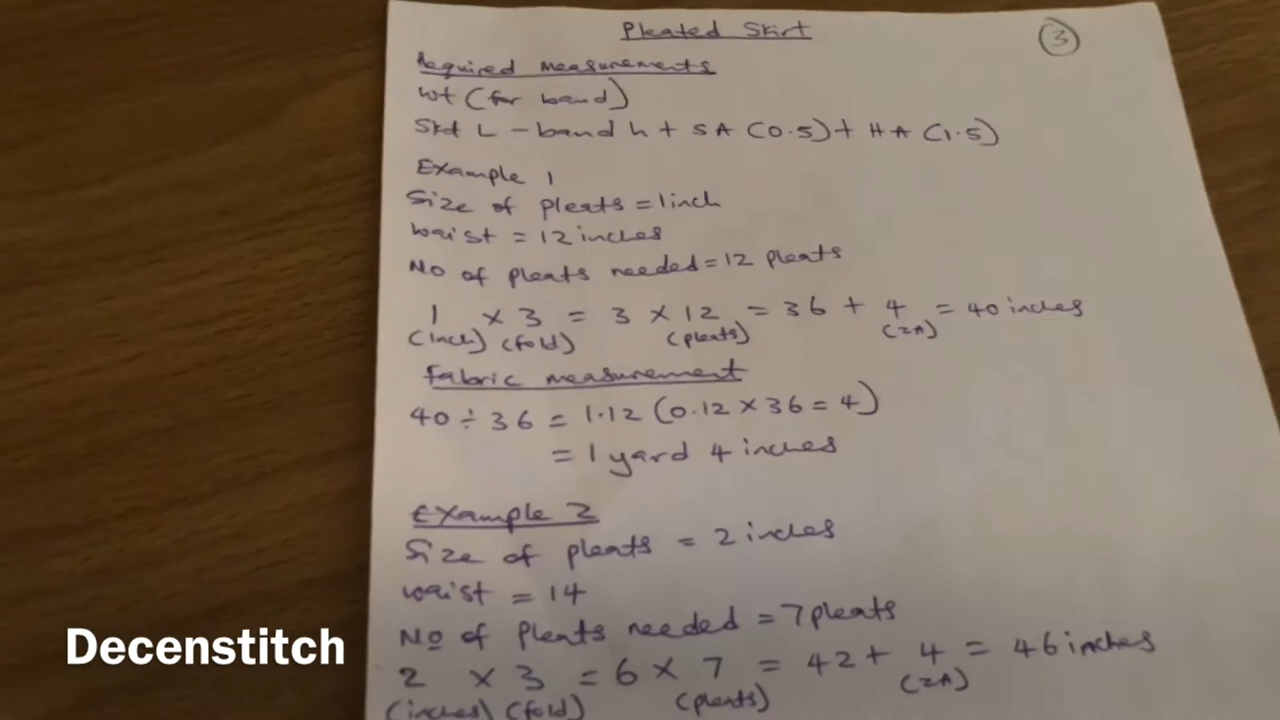 Pleated Skirt
3
Required measurements
Wt (for band)
Skt L - band h + SA (0.5) + HA (1.5)
Example 1
Size of pleats = 1inch
Waist = 12 inches
No of pleats needed = 12 pleats
1 × 3 = 3 × 12 = 36 + 4 = 40 inches
(inch) (fold) (pleats) (ZA)
Fabric measurement
40 ÷ 36 = 1.12 (0.12 × 36 = 4)
= 1 yard 4 inches
Example 2
Size of pleats = 2 inches
Waist = 14
No of pleats needed = 7 pleats
2 × 3 = 6 × 7 = 42 + 4 = 46 inches
(inches) (fold) (pleats) (ZA)
Decenstitch